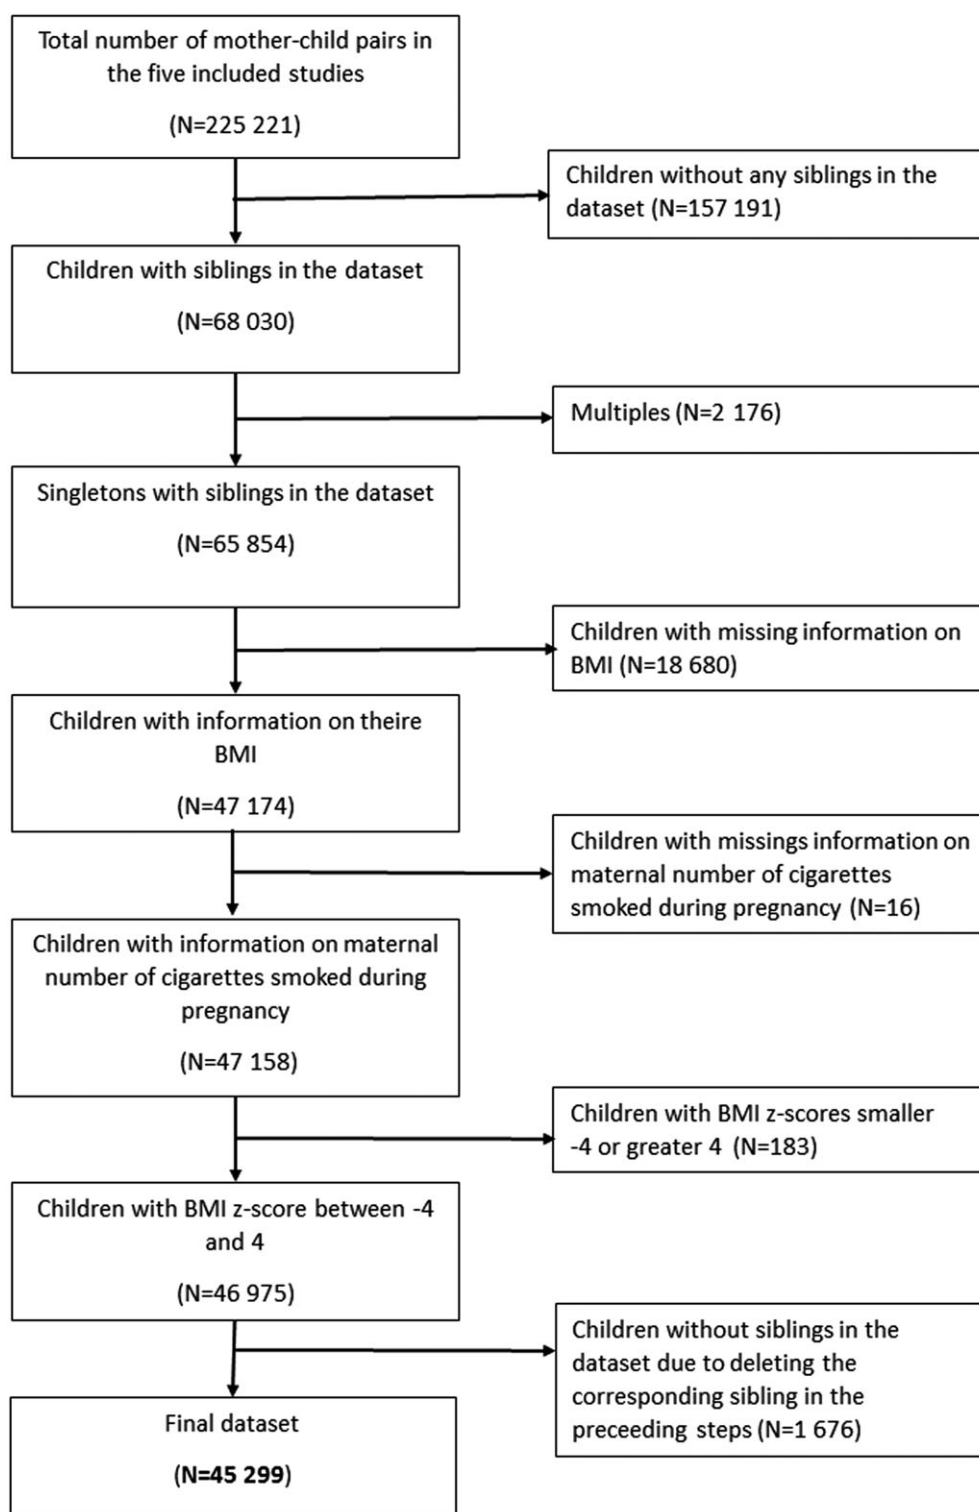 Total number of mother-child pairs in
the five included studies
(N=225 221)
Children without any siblings in the
dataset (N=157 191)
Children with siblings in the dataset
(N=68 030)
Multiples (N=2 176)
Singletons with siblings in the dataset
(N=65 854)
Children with missing information on
BMI (N=18 680)
Children with information on theire
BMI
(N=47 174)
Children with missings information on
maternal number of cigarettes
smoked during pregnancy (N=16)
Children with information on maternal
number of cigarettes smoked during
pregnancy
(N=47 158)
Children with BMI z-scores smaller
-4 or greater 4 (N=183)
Children with BMI z-score between -4
and 4
(N=46 975)
Children without siblings in the
dataset due to deleting the
corresponding sibling in the
preceeding steps (N=1 676)
Final dataset
(N=45 299)